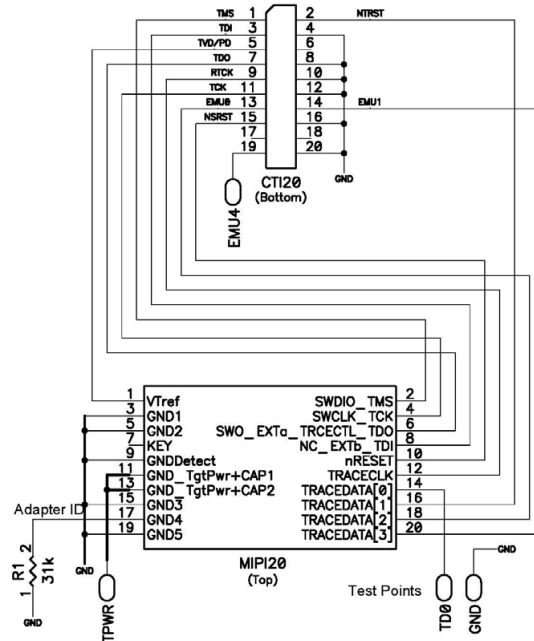 TMS 1 2 NTRST
TDI 3 4
TVD/PD 5 6
TDO 7 8
RTCK 9 10
TCK 11 12
EMU0 13 14 EMU1
NSRST 15 16
17 18
19 20
GND
CTI20
(Bottom)
EMU4
1 VTref SWDIO_TMS 2
3 GND1 SWCLK_TCK 4
5 GND2 SWO_EXTa_TRCECTL_TDO 6
7 KEY NC_EXTb_TDI 8
9 GNDDetect nRESET 10
11 GND_TgtPwr+CAP1 TRACECLK 12
13 GND_TgtPwr+CAP2 TRACEDATA[0] 14
15 GND3 TRACEDATA[1] 16
Adapter ID 17 GND4 TRACEDATA[2] 18
19 GND5 TRACEDATA[3] 20
MIPI20
(Top)
GND
R1 2
31k
1
GND
TPWR
Test Points
TD0
GND
GND